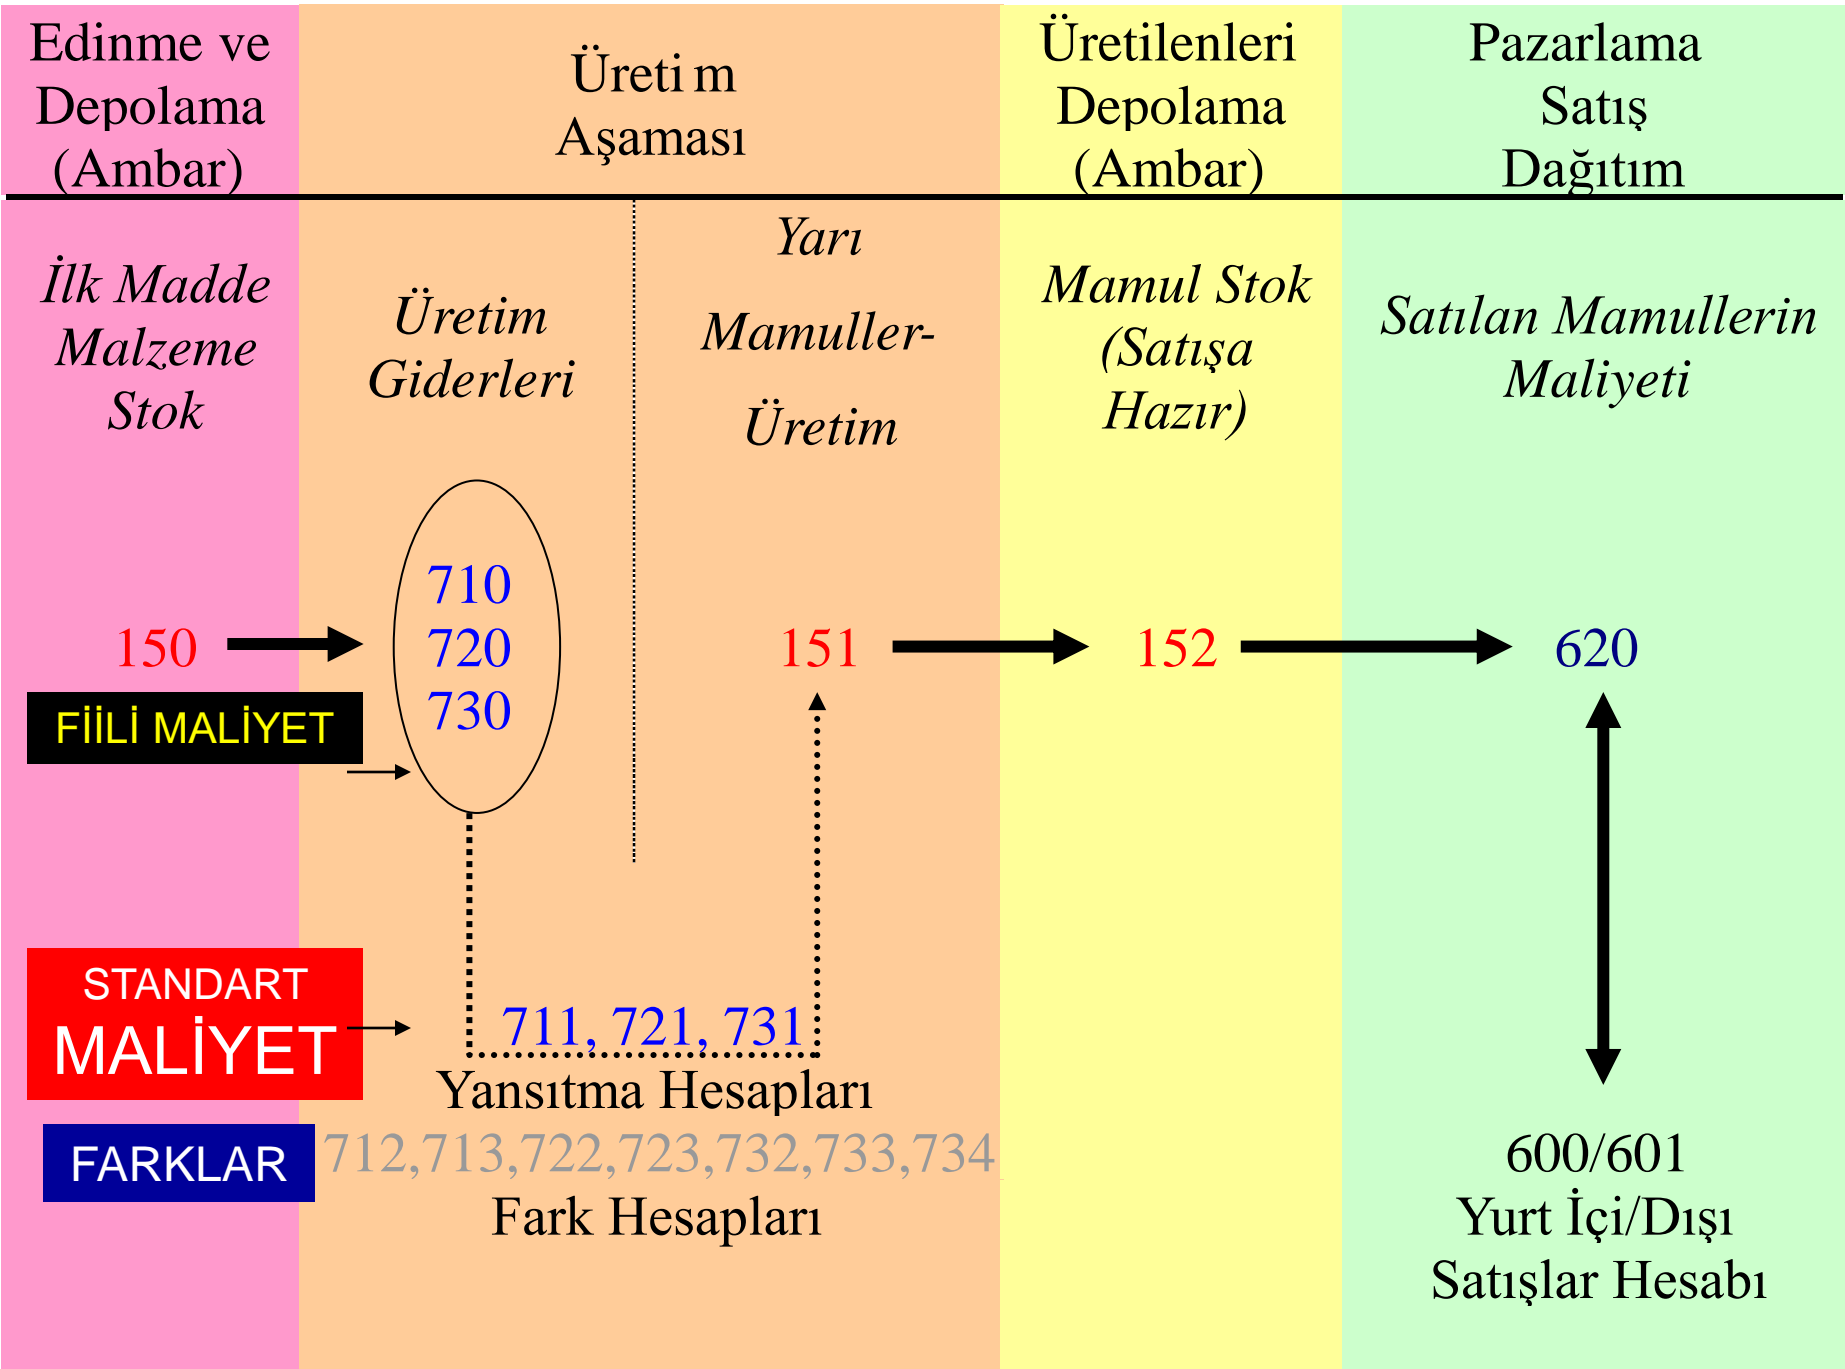 Edinme ve
Depolama
(Ambar)
Üretim
Aşaması
Üretilenleri
Depolama
(Ambar)
Pazarlama
Satış
Dağıtım
İlk Madde
Malzeme
Stok
Üretim
Giderleri
Yarı
Mamuller-
Üretim
Mamul Stok
(Satışa
Hazır)
Satılan Mamullerin
Maliyeti
150
710
720
730
151
152
620
FİİLİ MALİYET
STANDART
MALİYET
711, 721, 731
Yansıtma Hesapları
FARKLAR
712,713,722,723,732,733,734
Fark Hesapları
600/601
Yurt İçi/Dışı
Satışlar Hesabı